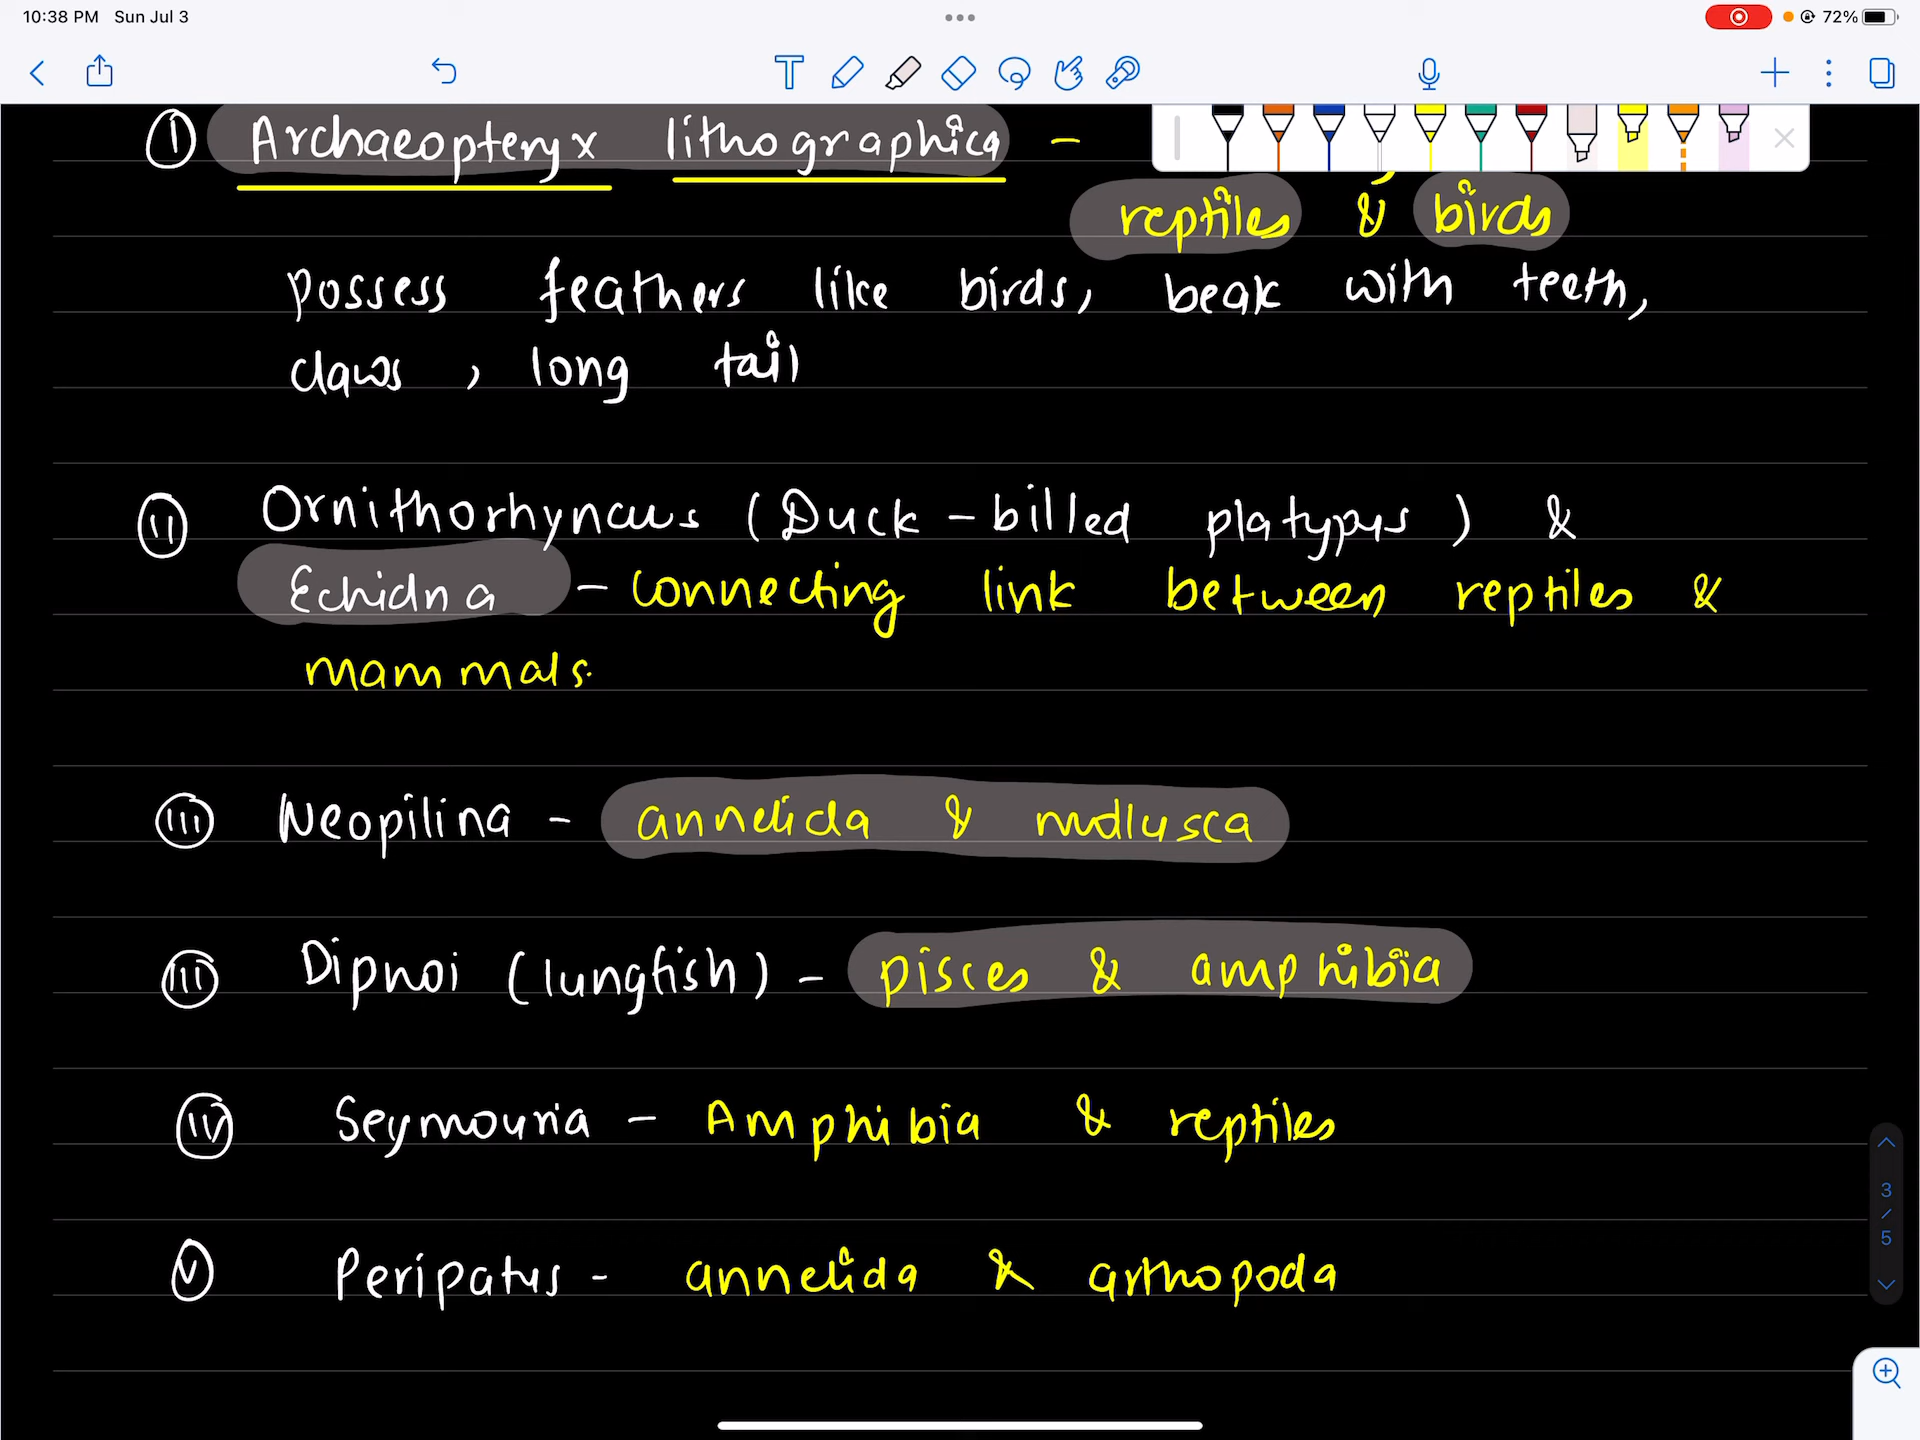 10:38 PM Sun Jul 3 72%
① Archaeopteryx lithographica -
reptiles & birds
possess feathers like birds, beak with teeth,
claws, long tail
(ii) Ornithorhyncus (Duck-billed platypus) &
Echidna - connecting link between reptiles &
mammals.
(iii) Neopilina - annelida & mollusca
(iii) Dipnoi (lungfish) - pisces & amphibia
(iv) Seymouria - Amphibia & reptiles
3
/
5
(v) Peripatus - annelida & arthopoda